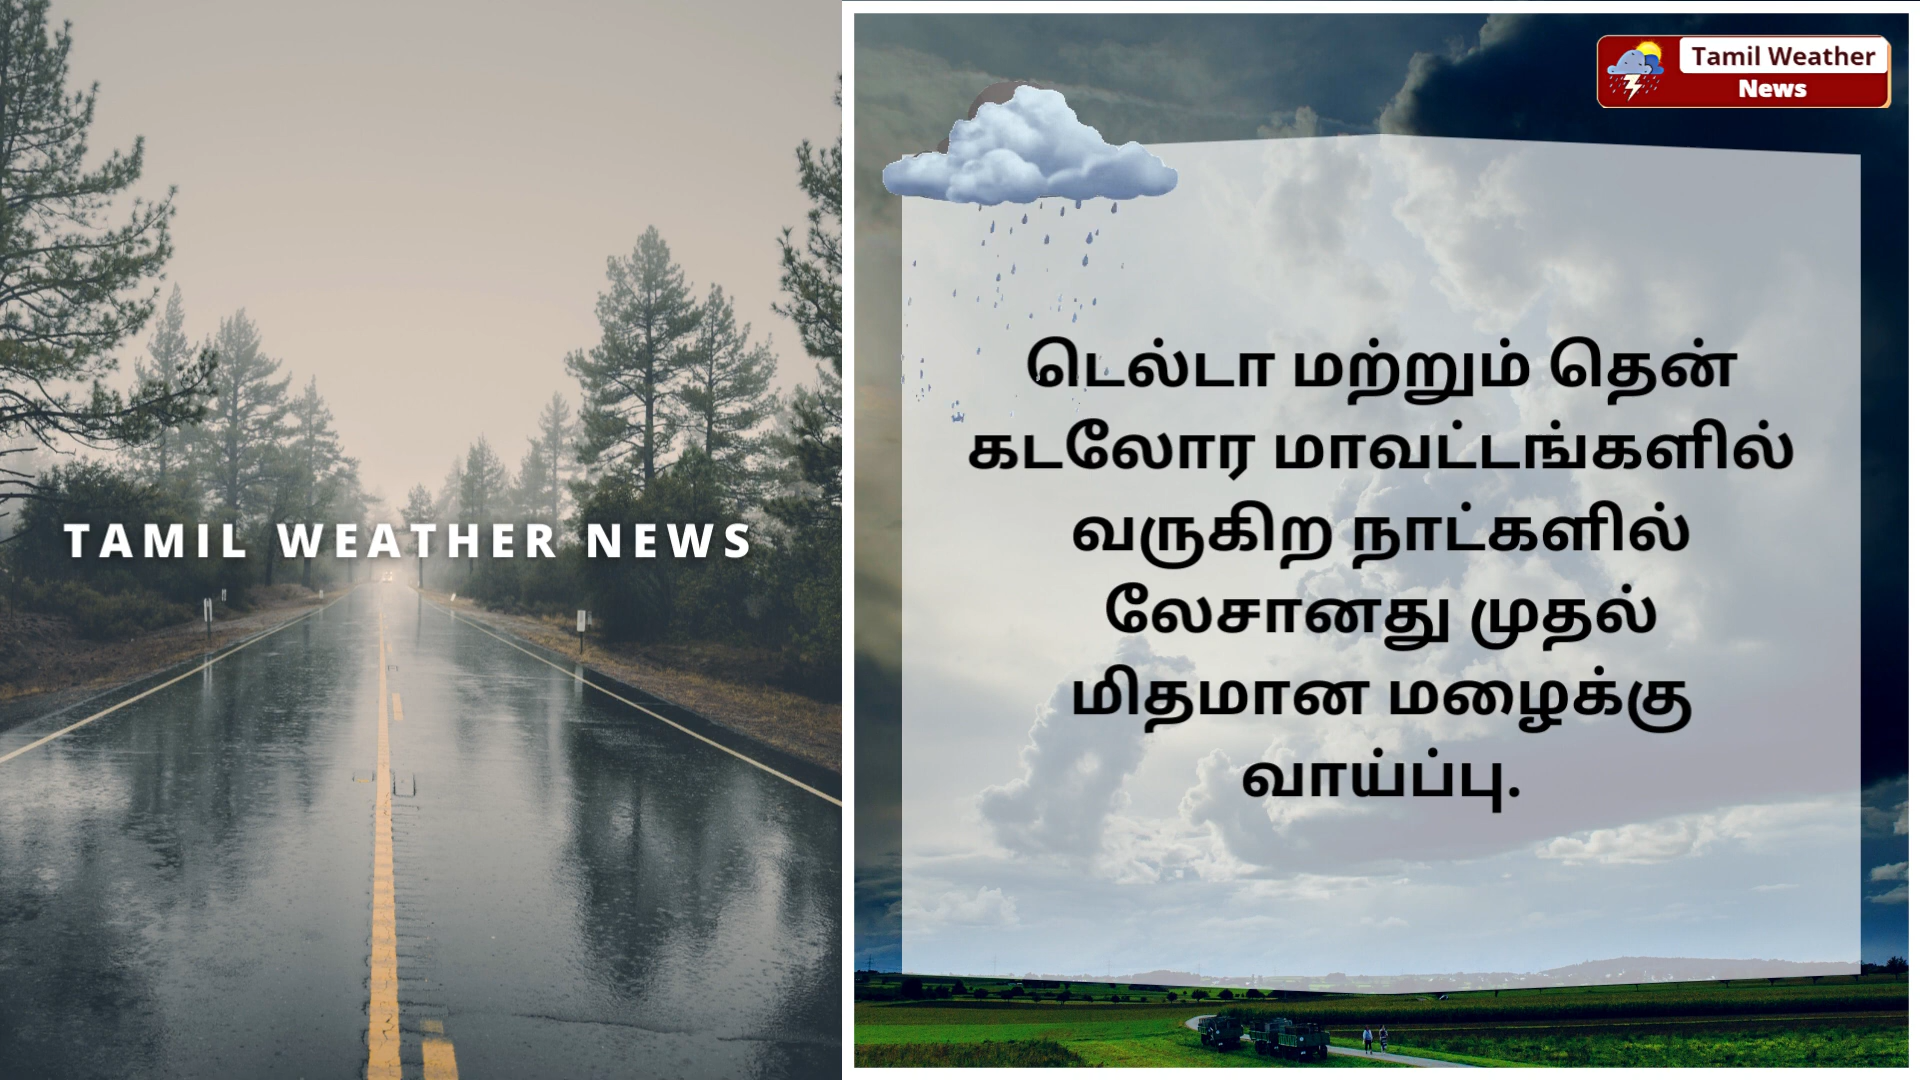 TAMIL WEATHER NEWS
Tamil Weather
News
டெல்டா மற்றும் தென்
கடலோர மாவட்டங்களில்
வருகிற நாட்களில்
லேசானது முதல்
மிதமான மழைக்கு
வாய்ப்பு.